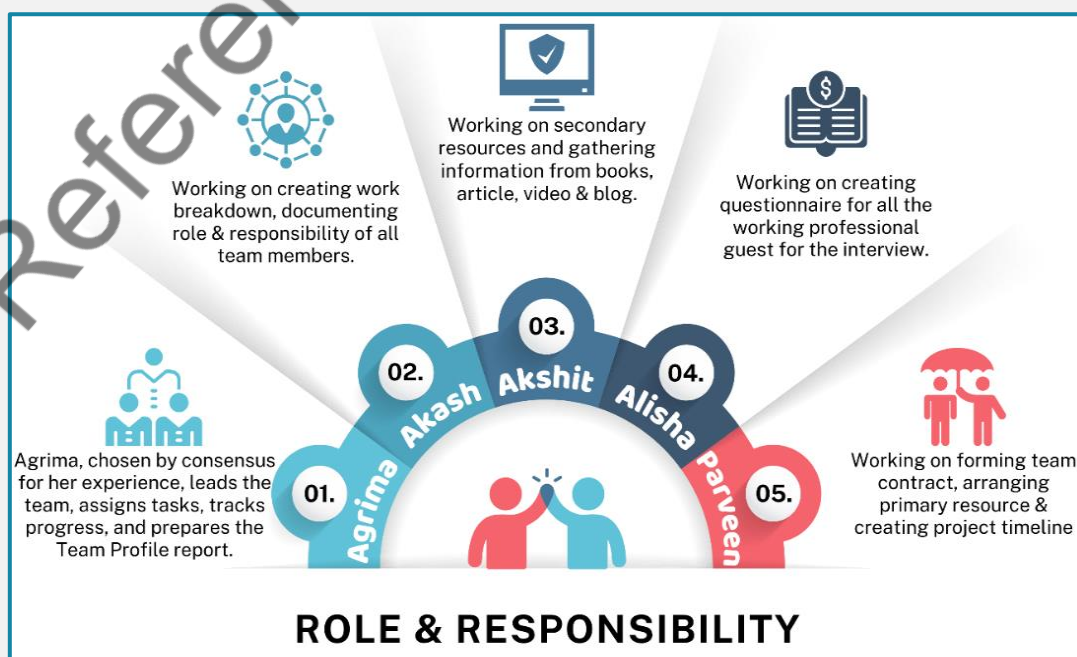 Refere
Working on secondary
resources and gathering
information from books,
article, video & blog.
Working on creating work
breakdown, documenting
role & responsibility of all
team members.
$
Working on creating
questionnaire for all the
working professional
guest for the interview.
Agrima, chosen by consensus
for her experience, leads the
team, assigns tasks, tracks
progress, and prepares the
Team Profile report.
01.
Agrima
02.
Akash
03.
Akshit
04.
Alisha
05.
Parveen
Working on forming team
contract, arranging
primary resource &
creating project timeline
ROLE & RESPONSIBILITY